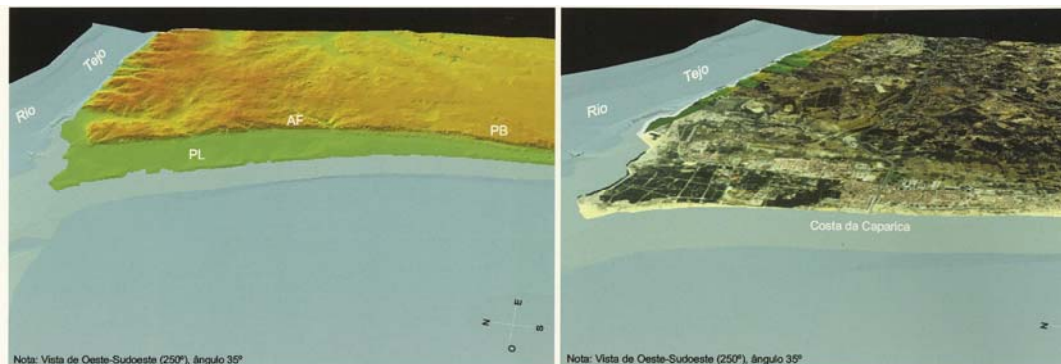 Rio Tejo
AF
PB
PL
N
E
S
O
Nota: Vista de Oeste-Sudoeste (250º), ângulo 35º
Rio Tejo
Costa da Caparica
N
Nota: Vista de Oeste-Sudoeste (250º), ângulo 35º